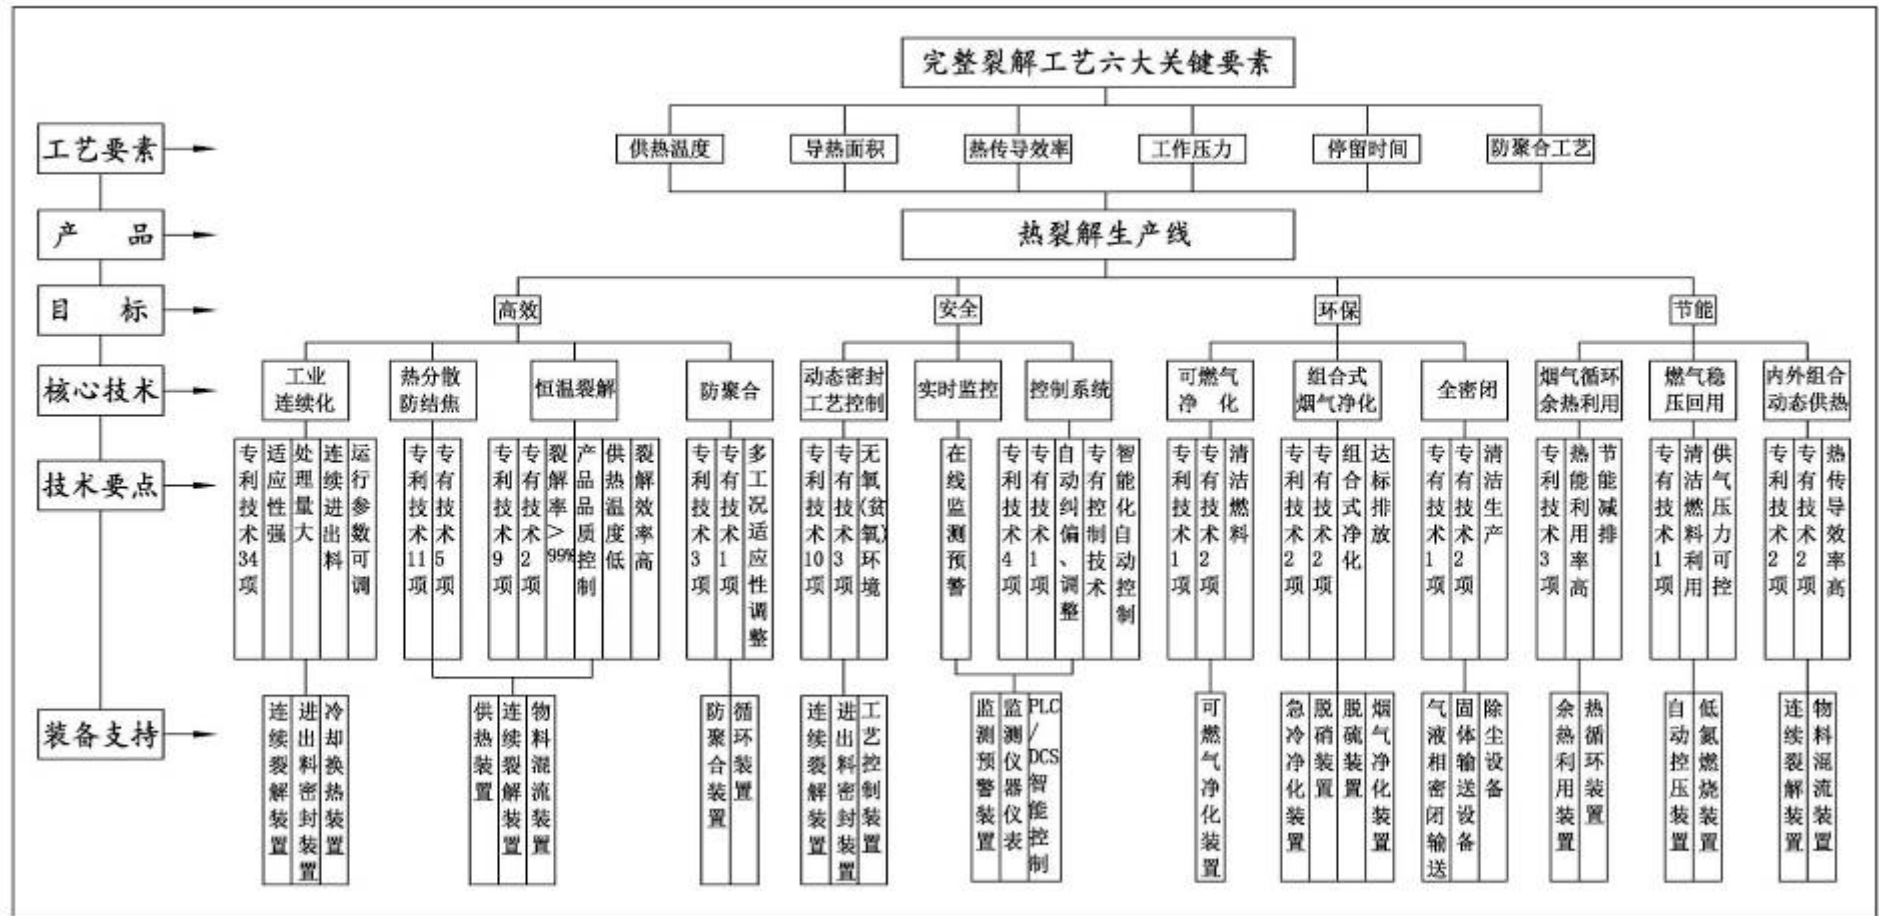 完整裂解工艺六大关键要素
工艺要素
供热温度
导热面积
热传导效率
工作压力
停留时间
防聚合工艺
产 品
热裂解生产线
目 标
高效
安全
环保
节能
核心技术
工业
连续化
热分散
防结焦
恒温裂解
防聚合
动态密封
工艺控制
实时监控
控制系统
可燃气
净 化
组合式
烟气净化
全密闭
烟气循环
余热利用
燃气稳
压回用
内外组合
动态供热
技术要点
专利技术34项
适应性强
处理量大
连续进出料
运行参数可调
专利技术11项
专有技术5项
专利技术9项
专有技术2项
裂解率>99%
产品品质控制
供热温度低
裂解效率高
专利技术3项
专有技术1项
多工况适应性调整
专利技术10项
专有技术3项
无氧(贫氧)环境
在线监测预警
专利技术4项
专有技术1项
自动纠偏、调整
专有控制技术
智能化自动控制
专利技术1项
专有技术2项
清洁燃料
专利技术2项
专有技术2项
组合式净化
达标排放
专有技术1项
专有技术2项
清洁生产
专利技术3项
热能利用率高
节能减排
专有技术1项
清洁燃料利用
供气压力可控
专利技术2项
专有技术2项
热传导效率高
装备支持
连续裂解装置
进出料密封装置
冷却换热装置
供热装置
连续裂解装置
物料混流装置
防聚合装置
循环装置
连续裂解装置
进出料密封装置
工艺控制装置
监测预警装置
监测仪器仪表
PLC/DCS智能控制
可燃气净化装置
急冷净化装置
脱硝装置
脱硫装置
烟气净化装置
气液相密闭输送
固体输送设备
除尘设备
余热利用装置
热循环装置
自动控压装置
低氮燃烧装置
连续裂解装置
物料混流装置